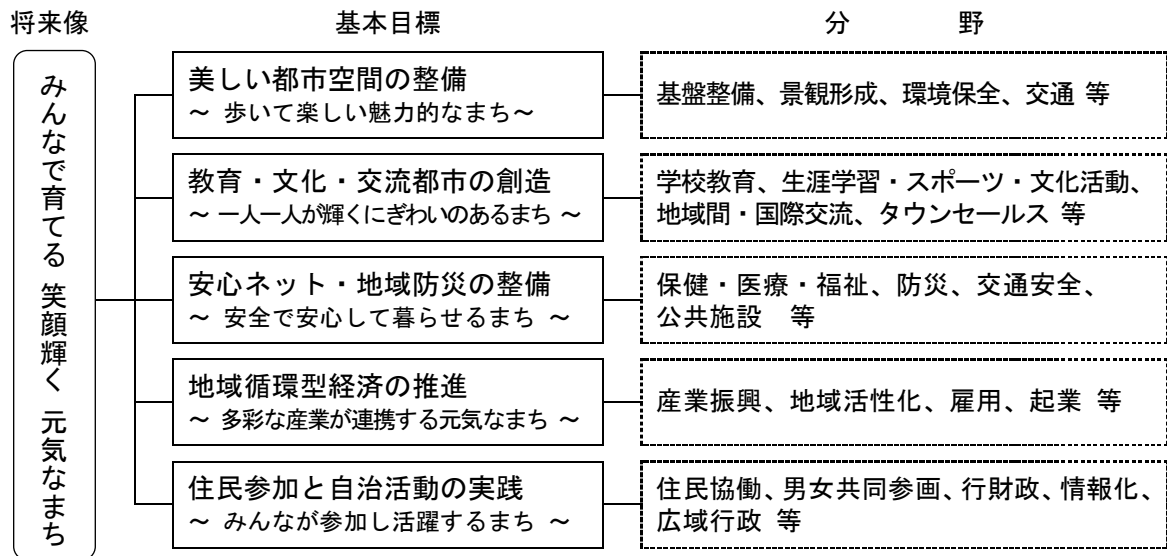 将来像
基本目標
分　野
みんなで育てる 笑顔輝く 元気なまち
美しい都市空間の整備
～ 歩いて楽しい魅力的なまち～
基盤整備、景観形成、環境保全、交通 等
教育・文化・交流都市の創造
～ 一人一人が輝くにぎわいのあるまち ～
学校教育、生涯学習・スポーツ・文化活動、
地域間・国際交流、タウンセールス 等
安心ネット・地域防災の整備
～ 安全で安心して暮らせるまち ～
保健・医療・福祉、防災、交通安全、
公共施設　等
地域循環型経済の推進
～ 多彩な産業が連携する元気なまち ～
産業振興、地域活性化、雇用、起業 等
住民参加と自治活動の実践
～ みんなが参加し活躍するまち ～
住民協働、男女共同参画、行財政、情報化、
広域行政 等